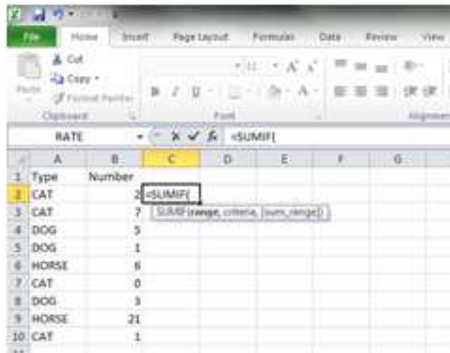 File Home Insert Page Layout Formulas Data Review View
Cut
Copy
Paste Format Painter
Clipboard Font Alignment
RATE =SUMIF(
A B C D E F G
1 Type Number
2 CAT 2 =SUMIF(
3 CAT 7 SUMIF(range, criteria, [sum_range])
4 DOG 5
5 DOG 1
6 HORSE 6
7 CAT 0
8 DOG 3
9 HORSE 21
10 CAT 1